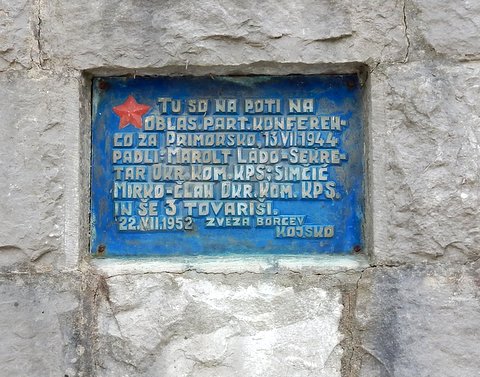 TU SO NA POTI NA
OBLAS. PART. KONFEREN-
CO ZA PRIMORSKO, 13.VII.1944
PADLI: MAROLT LADO-SEKRE-
TAR OKR. KOM. KPS; SIMČIČ
MIRKO-ČLAN OKR. KOM. KPS.
IN ŠE 3 TOVARIŠI.
22.VII.1952 ZVEZA BORCEV
KOJSKO